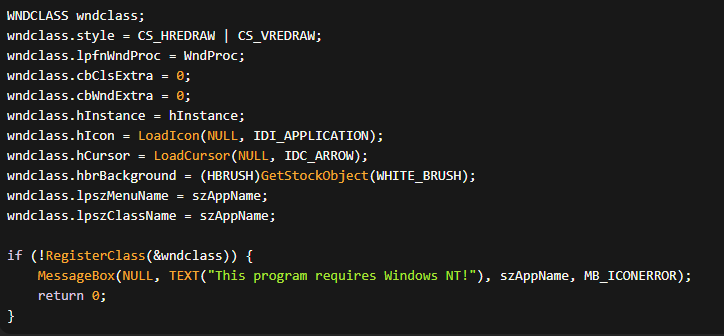 WNDCLASS wndclass;
wndclass.style = CS_HREDRAW | CS_VREDRAW;
wndclass.lpfnWndProc = WndProc;
wndclass.cbClsExtra = 0;
wndclass.cbWndExtra = 0;
wndclass.hInstance = hInstance;
wndclass.hIcon = LoadIcon(NULL, IDI_APPLICATION);
wndclass.hCursor = LoadCursor(NULL, IDC_ARROW);
wndclass.hbrBackground = (HBRUSH)GetStockObject(WHITE_BRUSH);
wndclass.lpszMenuName = szAppName;
wndclass.lpszClassName = szAppName;

if (!RegisterClass(&wndclass)) {
    MessageBox(NULL, TEXT("This program requires Windows NT!"), szAppName, MB_ICONERROR);
    return 0;
}